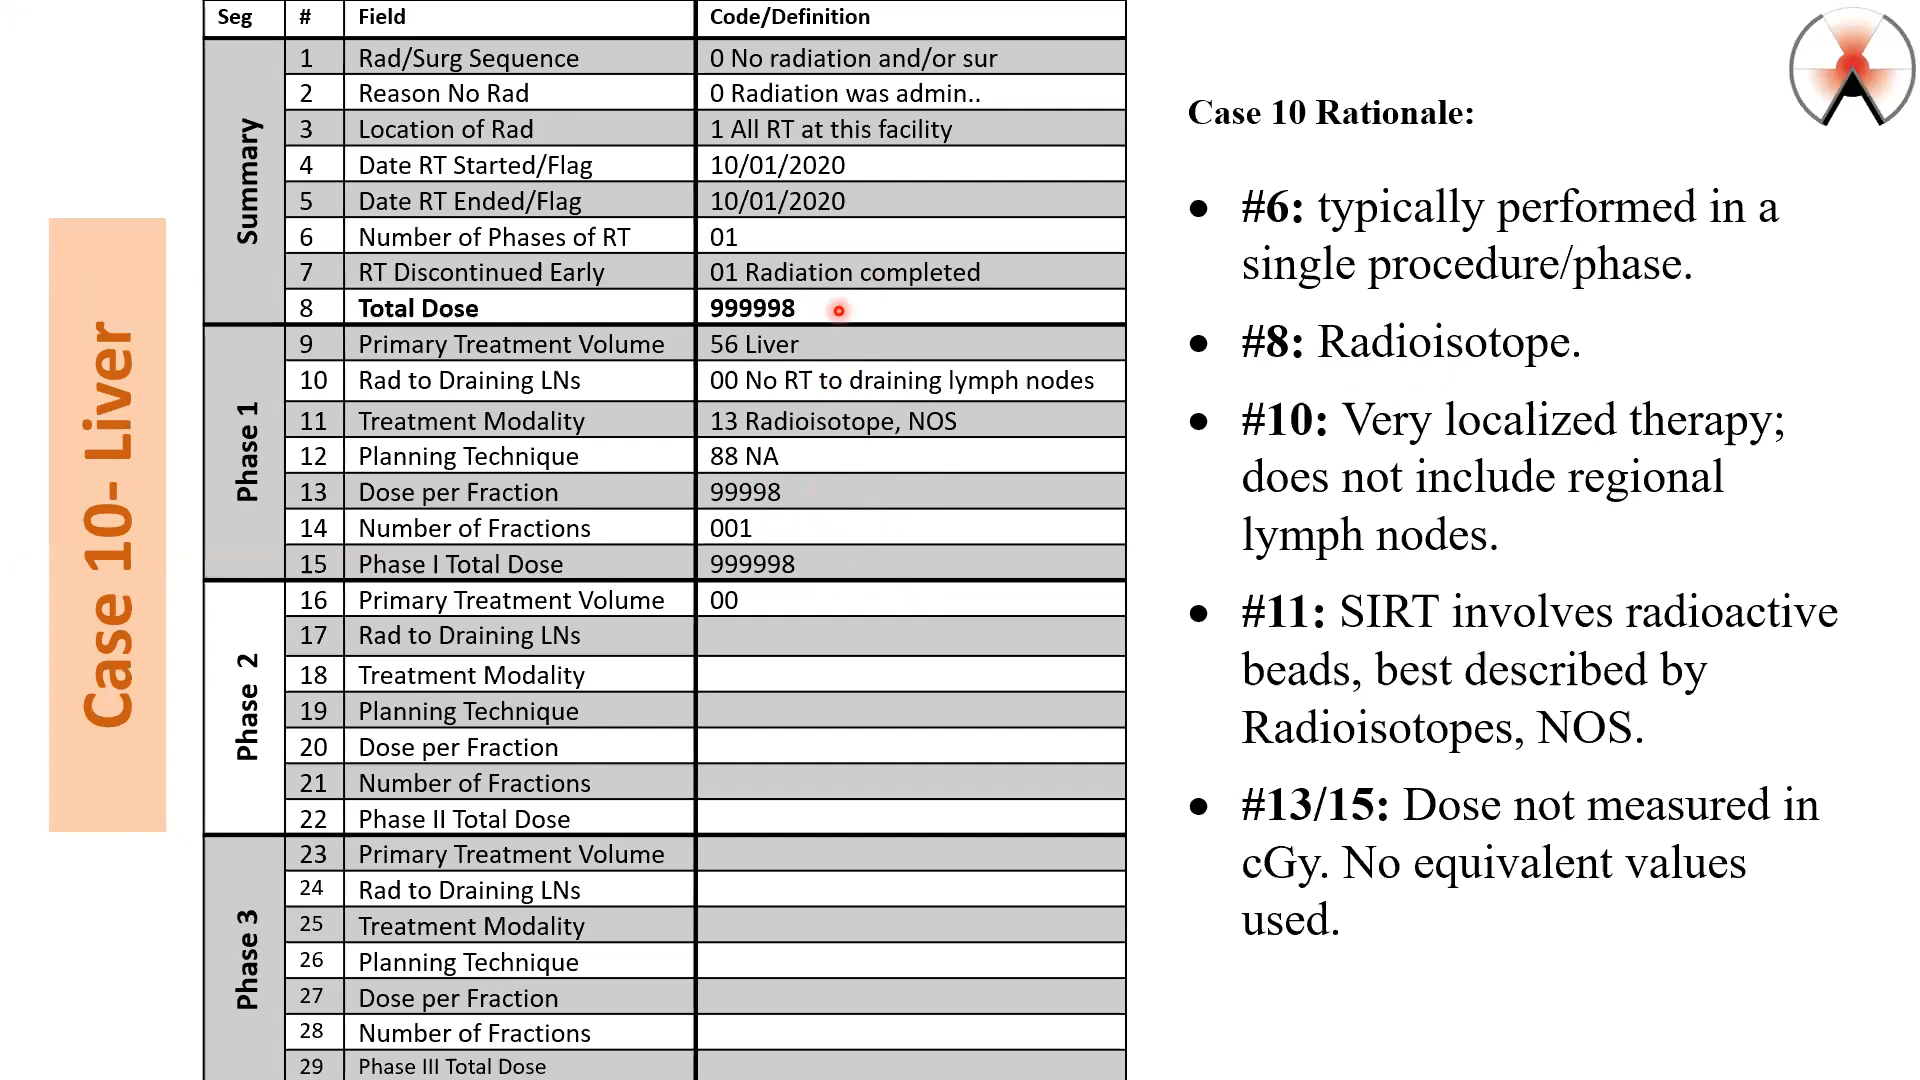 Case 10- Liver
Seg # Field Code/Definition
Summary
1 Rad/Surg Sequence 0 No radiation and/or sur
2 Reason No Rad 0 Radiation was admin..
3 Location of Rad 1 All RT at this facility
4 Date RT Started/Flag 10/01/2020
5 Date RT Ended/Flag 10/01/2020
6 Number of Phases of RT 01
7 RT Discontinued Early 01 Radiation completed
8 Total Dose 999998
Phase 1
9 Primary Treatment Volume 56 Liver
10 Rad to Draining LNs 00 No RT to draining lymph nodes
11 Treatment Modality 13 Radioisotope, NOS
12 Planning Technique 88 NA
13 Dose per Fraction 99998
14 Number of Fractions 001
15 Phase I Total Dose 999998
Phase 2
16 Primary Treatment Volume 00
17 Rad to Draining LNs
18 Treatment Modality
19 Planning Technique
20 Dose per Fraction
21 Number of Fractions
22 Phase II Total Dose
Phase 3
23 Primary Treatment Volume
24 Rad to Draining LNs
25 Treatment Modality
26 Planning Technique
27 Dose per Fraction
28 Number of Fractions
29 Phase III Total Dose
Case 10 Rationale:
• #6: typically performed in a
single procedure/phase.
• #8: Radioisotope.
• #10: Very localized therapy;
does not include regional
lymph nodes.
• #11: SIRT involves radioactive
beads, best described by
Radioisotopes, NOS.
• #13/15: Dose not measured in
cGy. No equivalent values
used.